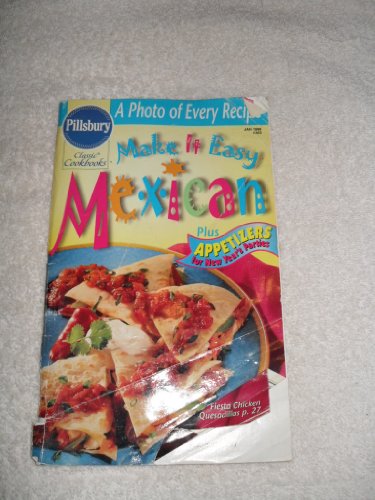 A Photo of Every Recip
Pillsbury
Classic
Cookbooks
Make It Easy
Mexican
Plus
APPETIZERS
for New Year's Parties
Fiesta Chicken
Quesadillas p. 27